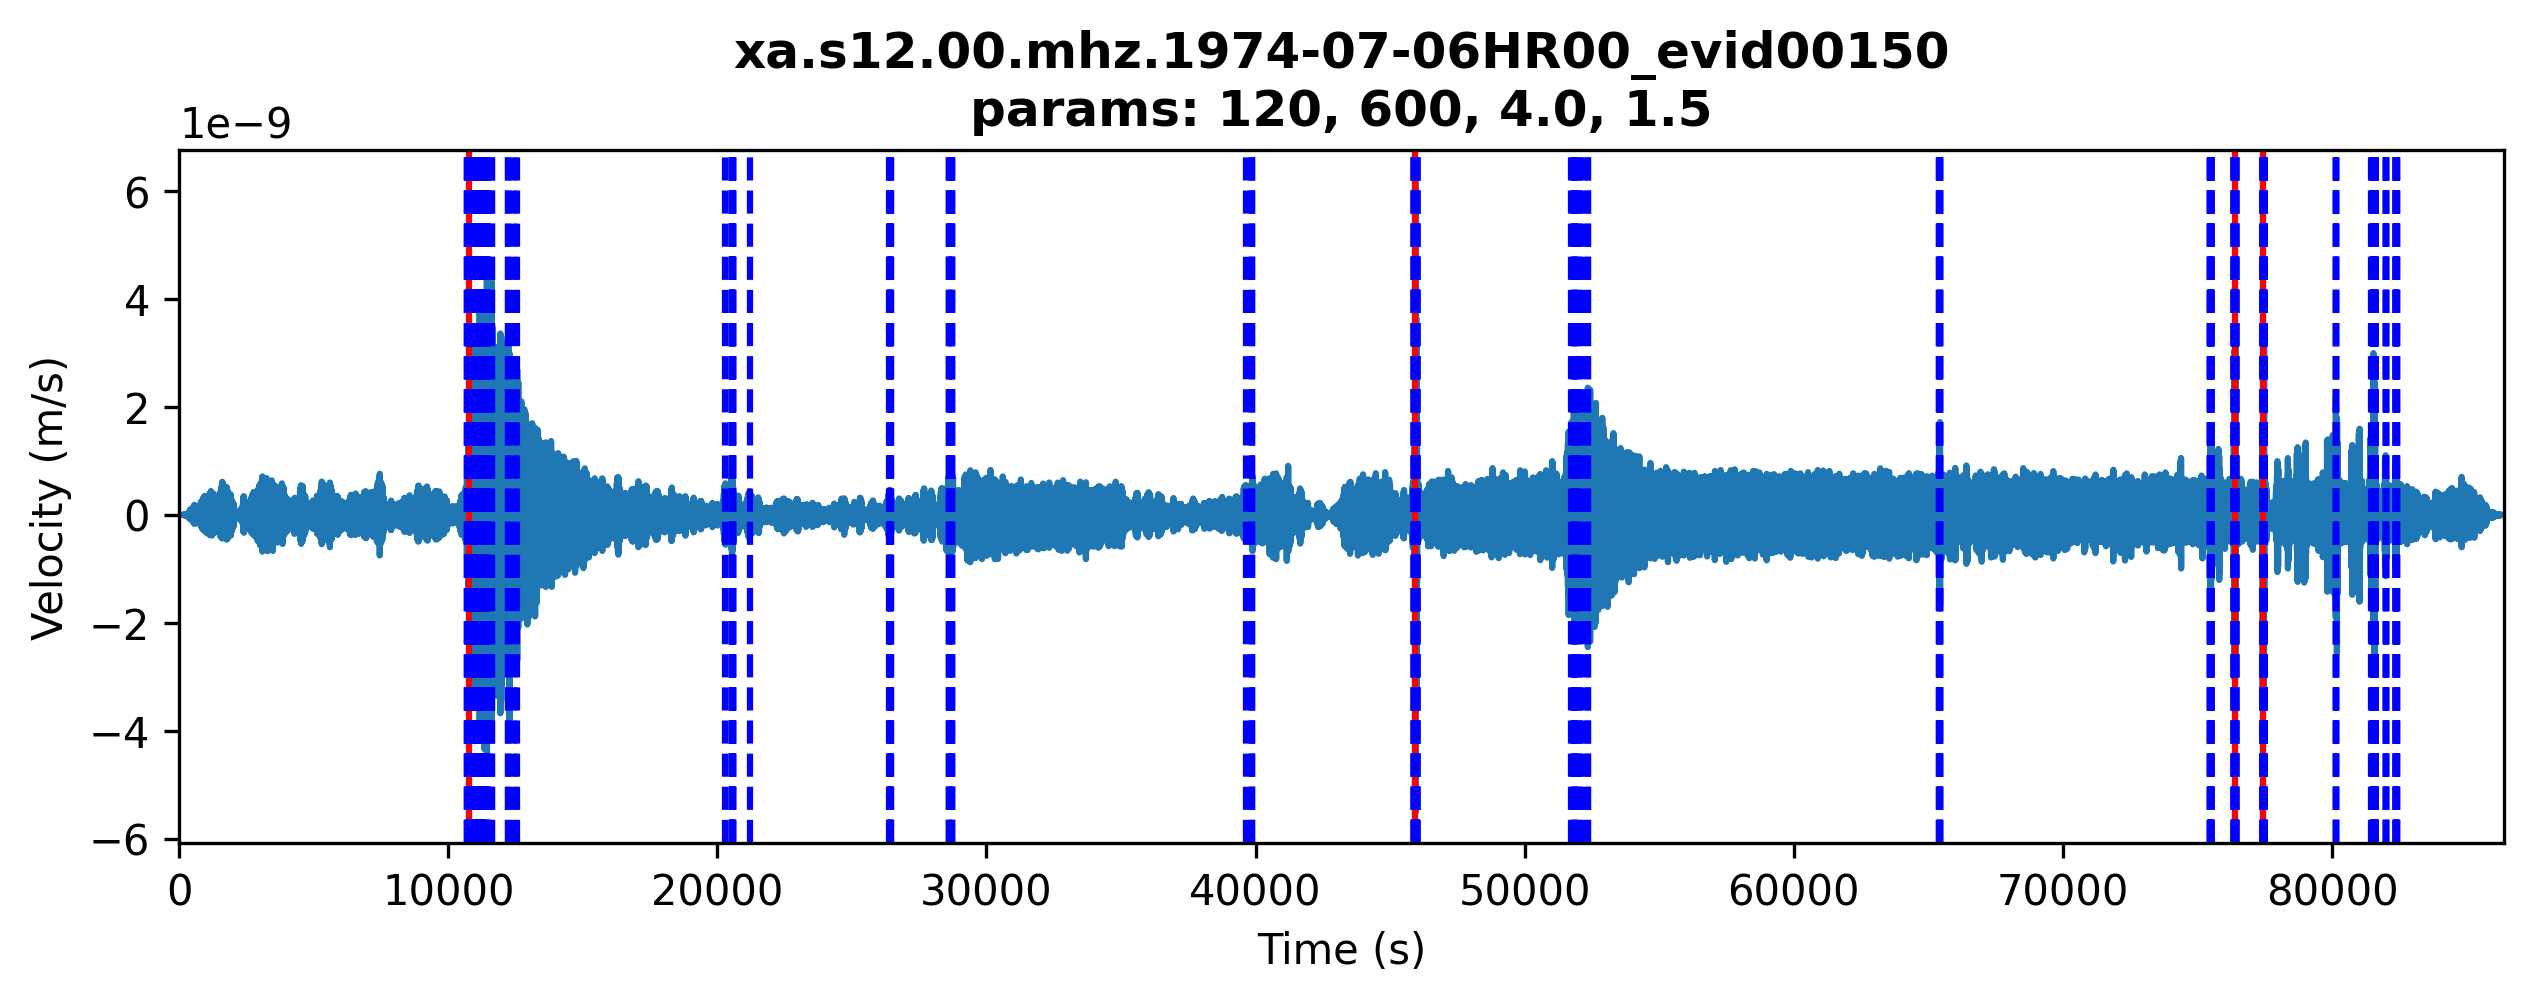 xa.s12.00.mhz.1974-07-06HR00_evid00150
params: 120, 600, 4.0, 1.5
1e−9
6
4
2
0
−2
−4
−6
Velocity (m/s)
0 10000 20000 30000 40000 50000 60000 70000 80000
Time (s)